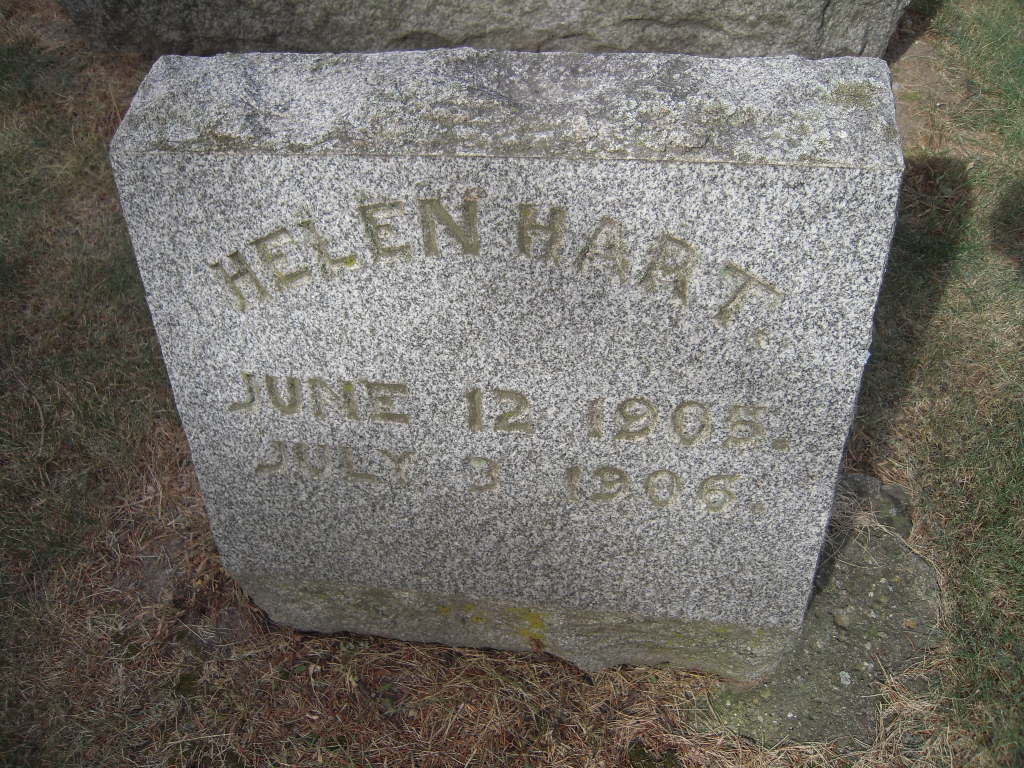 HELEN HART.
JUNE 12 1905.
JULY 3 1906.